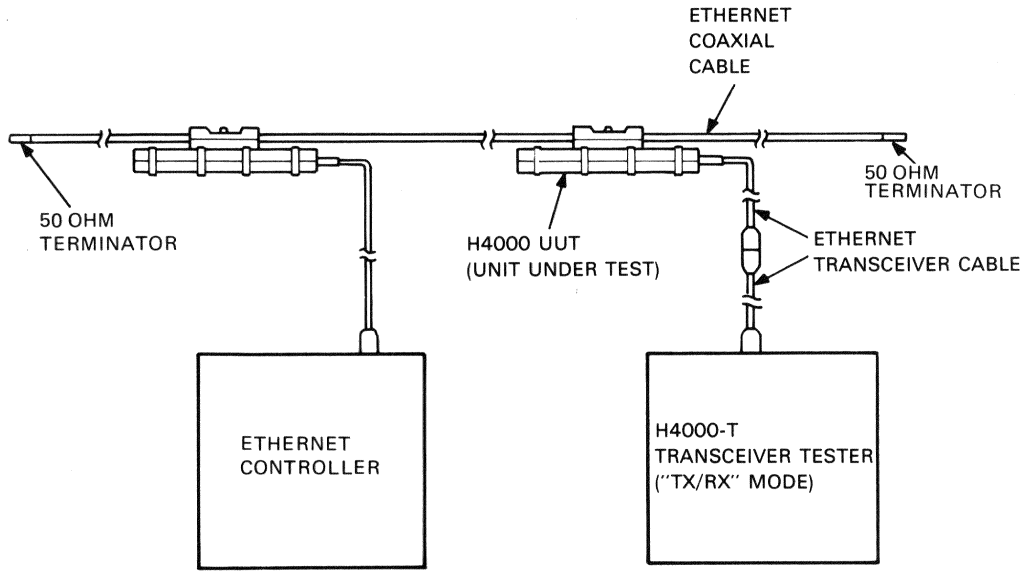 ETHERNET
COAXIAL
CABLE
50 OHM
TERMINATOR
50 OHM
TERMINATOR
H4000 UUT
(UNIT UNDER TEST)
ETHERNET
TRANSCEIVER CABLE
ETHERNET
CONTROLLER
H4000-T
TRANSCEIVER TESTER
("TX/RX" MODE)